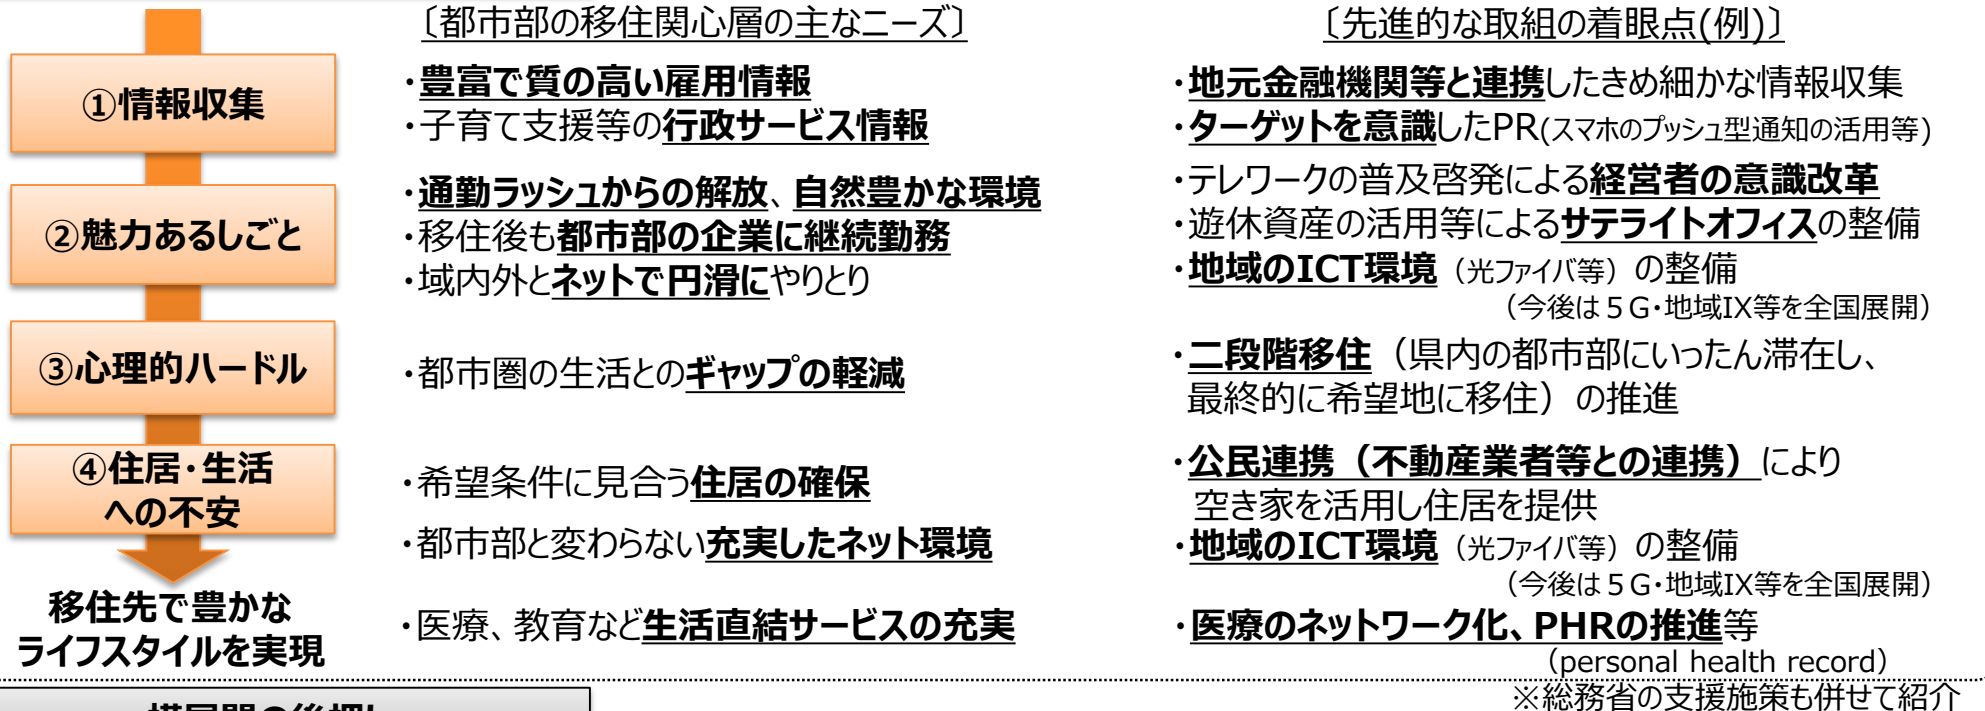 〔都市部の移住関心層の主なニーズ〕
〔先進的な取組の着眼点(例)〕
①情報収集
・豊富で質の高い雇用情報
・子育て支援等の行政サービス情報
・地元金融機関等と連携したきめ細かな情報収集
・ターゲットを意識したPR(スマホのプッシュ型通知の活用等)
②魅力あるしごと
・通勤ラッシュからの解放、自然豊かな環境
・移住後も都市部の企業に継続勤務
・域内外とネットで円滑にやりとり
・テレワークの普及啓発による経営者の意識改革
・遊休資産の活用等によるサテライトオフィスの整備
・地域のICT環境（光ファイバ等）の整備
（今後は５G・地域IX等を全国展開）
③心理的ハードル
・都市圏の生活とのギャップの軽減
・二段階移住（県内の都市部にいったん滞在し、
最終的に希望地に移住）の推進
④住居・生活
への不安
・希望条件に見合う住居の確保
・都市部と変わらない充実したネット環境
・医療、教育など生活直結サービスの充実
・公民連携（不動産業者等との連携）により
空き家を活用し住居を提供
・地域のICT環境（光ファイバ等）の整備
（今後は５G・地域IX等を全国展開）
・医療のネットワーク化、PHRの推進等
（personal health record）
移住先で豊かな
ライフスタイルを実現
※総務省の支援施策も併せて紹介